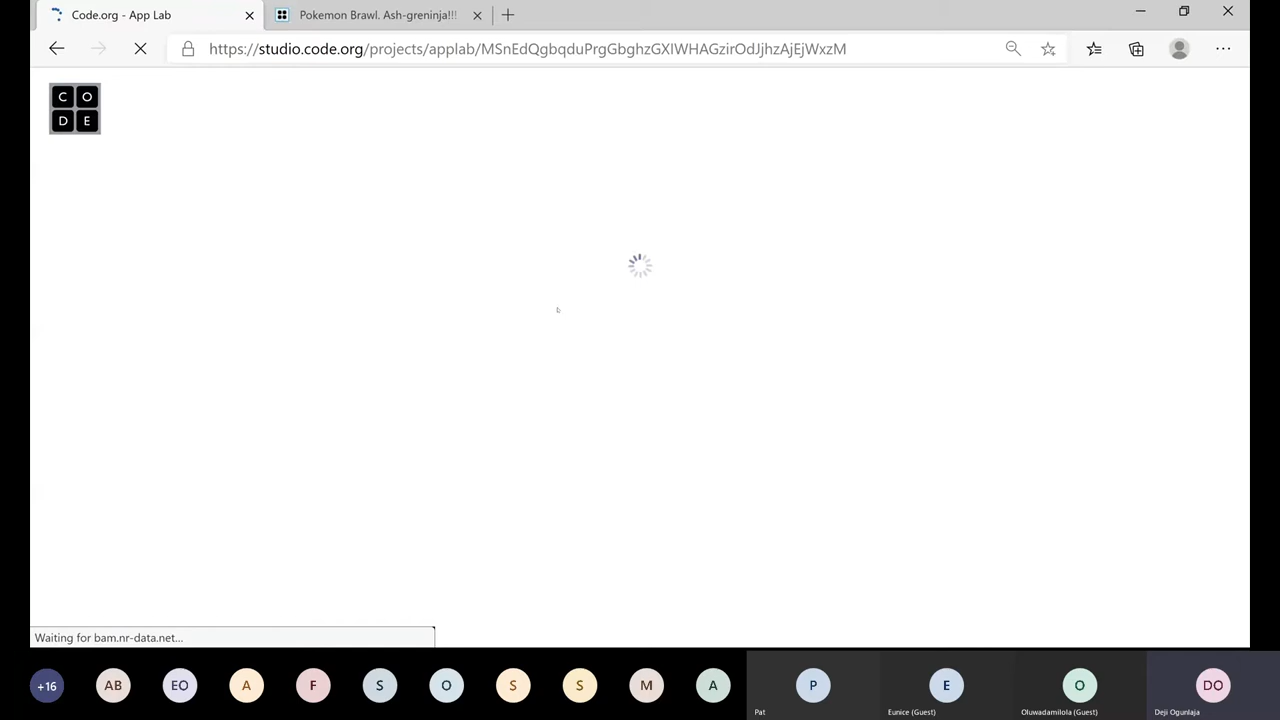 Code.org - App Lab
Pokemon Brawl. Ash-greninja!!!
https://studio.code.org/projects/applab/MSnEdQgbqduPrgGbghzGXIWHAGzirOdJjhzAjEjWxzM
C O
D E
Waiting for bam.nr-data.net...
+16 AB EO A F S O S S M A P E O DO
Pat Eunice (Guest) Oluwadamilola (Guest) Deji Ogunlaja